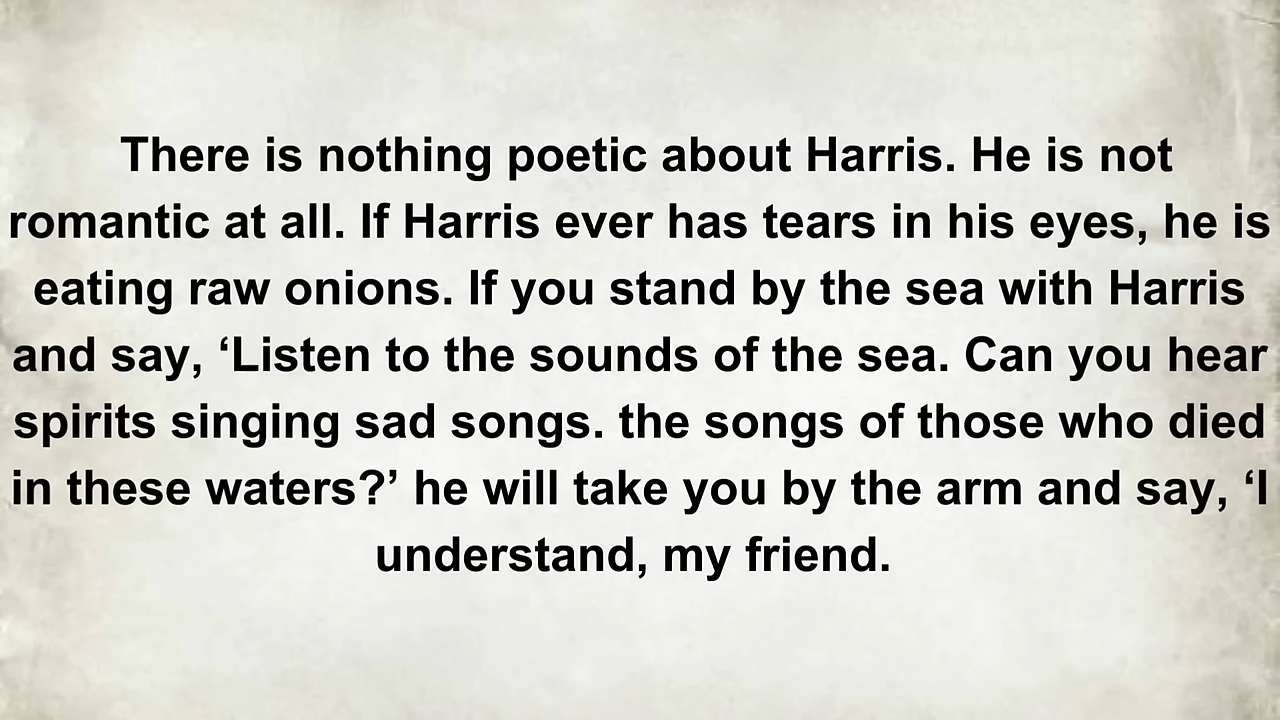 There is nothing poetic about Harris. He is not
romantic at all. If Harris ever has tears in his eyes, he is
eating raw onions. If you stand by the sea with Harris
and say, ‘Listen to the sounds of the sea. Can you hear
spirits singing sad songs. the songs of those who died
in these waters?’ he will take you by the arm and say, ‘I
understand, my friend.